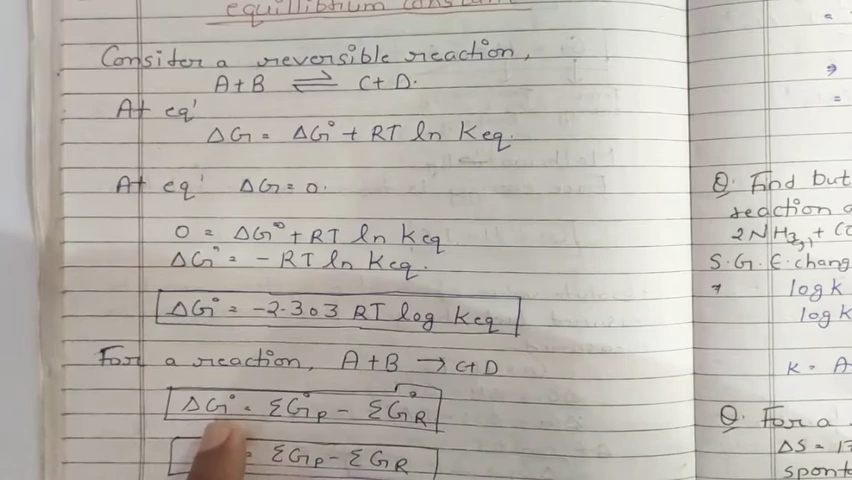 equillibrium
Consider a reversible reaction,
A+B ⇌ C+D.
At eq'
ΔG = ΔG° + RT ln Keq.
At eq' ΔG=0.
0 = ΔG° + RT ln Keq
ΔG° = - RT ln Keq.
ΔG° = -2.303 RT log Keq
For a reaction, A+B → C+D
ΔG° = ΣG°P - ΣG°R
= ΣGP - ΣGR
Q. Find but
reaction
2NH3(g) +
S.G.E. chang
log k
log k
K =
Q. For a
ΔS = 17
spont